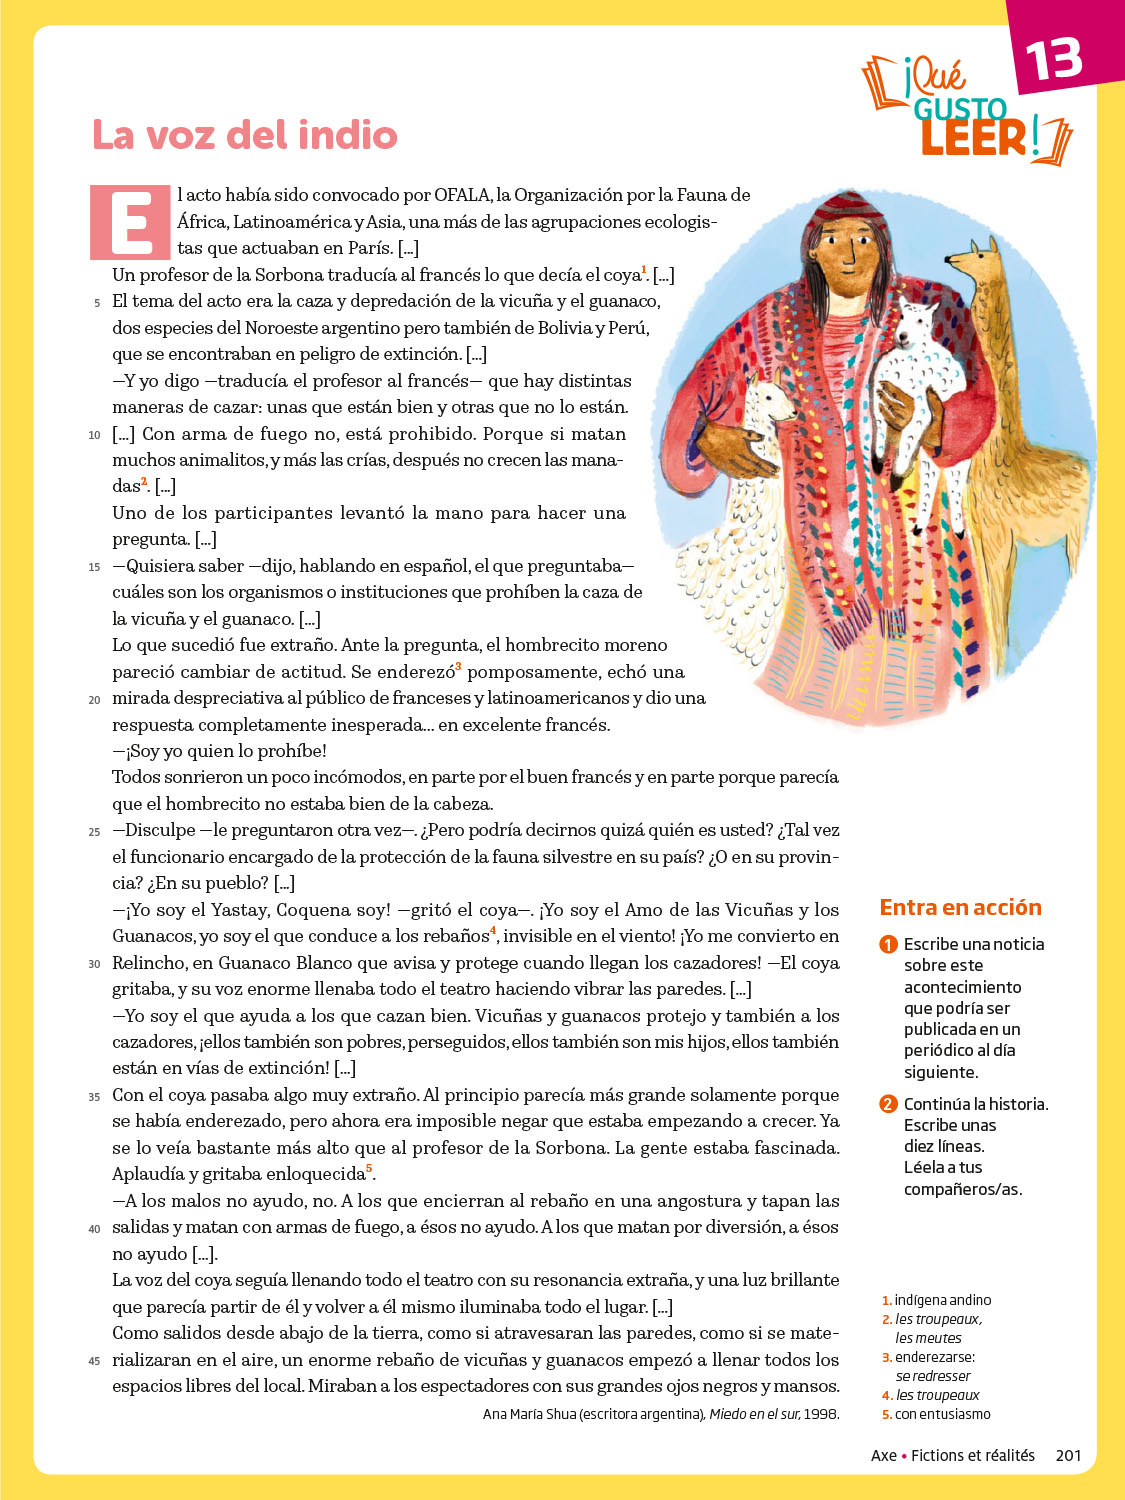 13
¡Qué
GUSTO
LEER!
La voz del indio
El acto había sido convocado por OFALA, la Organización por la Fauna de
África, Latinoamérica y Asia, una más de las agrupaciones ecologis-
tas que actuaban en París. [...]
Un profesor de la Sorbona traducía al francés lo que decía el coya1. [...]
5 El tema del acto era la caza y depredación de la vicuña y el guanaco,
dos especies del Noroeste argentino pero también de Bolivia y Perú,
que se encontraban en peligro de extinción. [...]
—Y yo digo —traducía el profesor al francés— que hay distintas
maneras de cazar: unas que están bien y otras que no lo están.
10 [...] Con arma de fuego no, está prohibido. Porque si matan
muchos animalitos, y más las crías, después no crecen las mana-
das2. [...]
Uno de los participantes levantó la mano para hacer una
pregunta. [...]
15 —Quisiera saber —dijo, hablando en español, el que preguntaba—
cuáles son los organismos o instituciones que prohíben la caza de
la vicuña y el guanaco. [...]
Lo que sucedió fue extraño. Ante la pregunta, el hombrecito moreno
pareció cambiar de actitud. Se enderezó3 pomposamente, echó una
20 mirada despreciativa al público de franceses y latinoamericanos y dio una
respuesta completamente inesperada... en excelente francés.
—¡Soy yo quien lo prohíbe!
Todos sonrieron un poco incómodos, en parte por el buen francés y en parte porque parecía
que el hombrecito no estaba bien de la cabeza.
25 —Disculpe —le preguntaron otra vez—. ¿Pero podría decirnos quizá quién es usted? ¿Tal vez
el funcionario encargado de la protección de la fauna silvestre en su país? ¿O en su provin-
cia? ¿En su pueblo? [...]
—¡Yo soy el Yastay, Coquena soy! —gritó el coya—. ¡Yo soy el Amo de las Vicuñas y los
Guanacos, yo soy el que conduce a los rebaños4, invisible en el viento! ¡Yo me convierto en
30 Relincho, en Guanaco Blanco que avisa y protege cuando llegan los cazadores! —El coya
gritaba, y su voz enorme llenaba todo el teatro haciendo vibrar las paredes. [...]
—Yo soy el que ayuda a los que cazan bien. Vicuñas y guanacos protejo y también a los
cazadores, ¡ellos también son pobres, perseguidos, ellos también son mis hijos, ellos también
están en vías de extinción! [...]
35 Con el coya pasaba algo muy extraño. Al principio parecía más grande solamente porque
se había enderezado, pero ahora era imposible negar que estaba empezando a crecer. Ya
se lo veía bastante más alto que al profesor de la Sorbona. La gente estaba fascinada.
Aplaudía y gritaba enloquecida5.
—A los malos no ayudo, no. A los que encierran al rebaño en una angostura y tapan las
40 salidas y matan con armas de fuego, a ésos no ayudo. A los que matan por diversión, a ésos
no ayudo [...].
La voz del coya seguía llenando todo el teatro con su resonancia extraña, y una luz brillante
que parecía partir de él y volver a él mismo iluminaba todo el lugar. [...]
Como salidos desde abajo de la tierra, como si atravesaran las paredes, como si se mate-
45 rializaran en el aire, un enorme rebaño de vicuñas y guanacos empezó a llenar todos los
espacios libres del local. Miraban a los espectadores con sus grandes ojos negros y mansos.
Ana María Shua (escritora argentina), Miedo en el sur, 1998.
Entra en acción
1 Escribe una noticia
sobre este
acontecimiento
que podría ser
publicada en un
periódico al día
siguiente.
2 Continúa la historia.
Escribe unas
diez líneas.
Léela a tus
compañeros/as.
1. indígena andino
2. les troupeaux,
les meutes
3. enderezarse:
se redresser
4. les troupeaux
5. con entusiasmo
Axe • Fictions et réalités 201